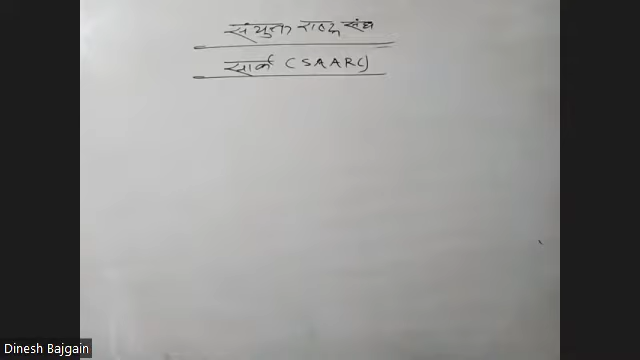 संयुक्त राष्ट्र संघ
सार्क (SAARC)
Dinesh Bajgain